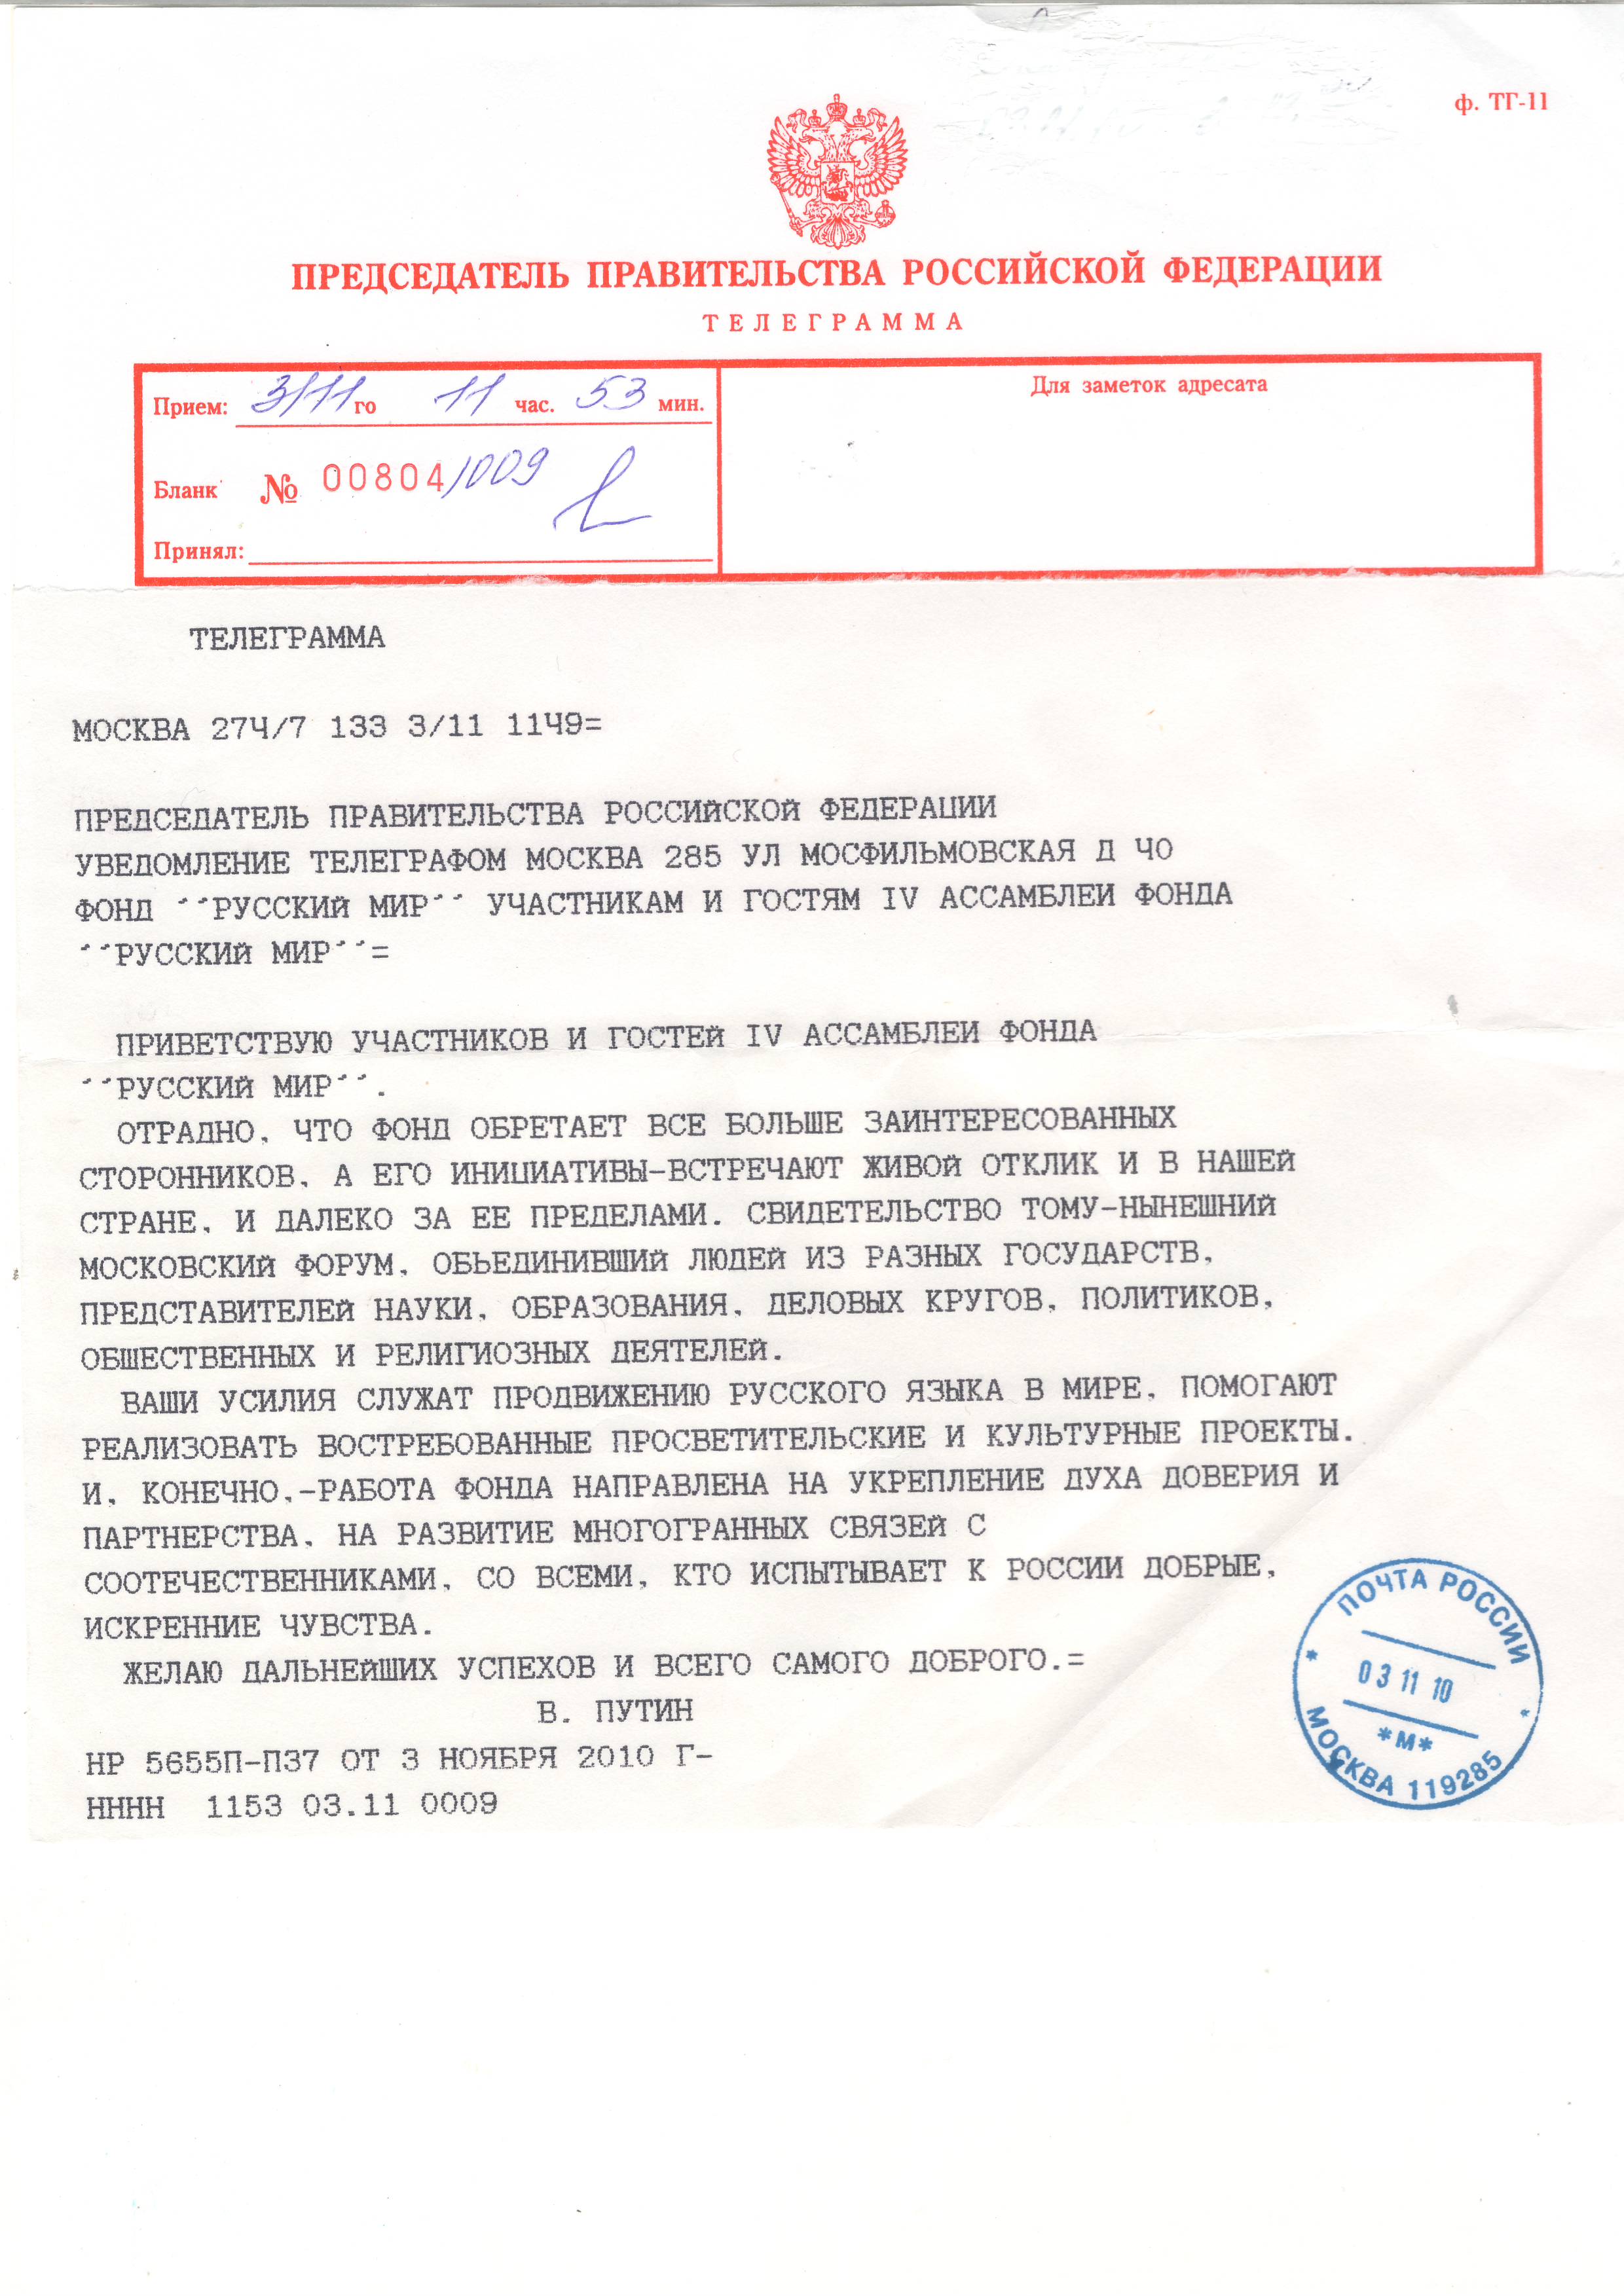 ф. ТГ-11
ПРЕДСЕДАТЕЛЬ ПРАВИТЕЛЬСТВА РОССИЙСКОЙ ФЕДЕРАЦИИ
ТЕЛЕГРАММА
Прием: 3/11 го 11 час. 53 мин.
Для заметок адресата
Бланк № 00804/009
Принял:
ТЕЛЕГРАММА
МОСКВА 27Ч/7 133 3/11 11Ч9=
ПРЕДСЕДАТЕЛЬ ПРАВИТЕЛЬСТВА РОССИЙСКОЙ ФЕДЕРАЦИИ
УВЕДОМЛЕНИЕ ТЕЛЕГРАФОМ МОСКВА 285 УЛ МОСФИЛЬМОВСКАЯ Д ЧО
ФОНД ´´РУССКИЙ МИР´´ УЧАСТНИКАМ И ГОСТЯМ IV АССАМБЛЕИ ФОНДА
´´РУССКИЙ МИР´´=
ПРИВЕТСТВУЮ УЧАСТНИКОВ И ГОСТЕЙ IV АССАМБЛЕИ ФОНДА
´´РУССКИЙ МИР´´.
ОТРАДНО, ЧТО ФОНД ОБРЕТАЕТ ВСЕ БОЛЬШЕ ЗАИНТЕРЕСОВАННЫХ
СТОРОННИКОВ, А ЕГО ИНИЦИАТИВЫ-ВСТРЕЧАЮТ ЖИВОЙ ОТКЛИК И В НАШЕЙ
СТРАНЕ, И ДАЛЕКО ЗА ЕЕ ПРЕДЕЛАМИ. СВИДЕТЕЛЬСТВО ТОМУ-НЫНЕШНИЙ
МОСКОВСКИЙ ФОРУМ, ОБЬЕДИНИВШИЙ ЛЮДЕЙ ИЗ РАЗНЫХ ГОСУДАРСТВ,
ПРЕДСТАВИТЕЛЕЙ НАУКИ, ОБРАЗОВАНИЯ, ДЕЛОВЫХ КРУГОВ, ПОЛИТИКОВ,
ОБШЕСТВЕННЫХ И РЕЛИГИОЗНЫХ ДЕЯТЕЛЕЙ.
ВАШИ УСИЛИЯ СЛУЖАТ ПРОДВИЖЕНИЮ РУССКОГО ЯЗЫКА В МИРЕ, ПОМОГАЮТ
РЕАЛИЗОВАТЬ ВОСТРЕБОВАННЫЕ ПРОСВЕТИТЕЛЬСКИЕ И КУЛЬТУРНЫЕ ПРОЕКТЫ.
И, КОНЕЧНО,-РАБОТА ФОНДА НАПРАВЛЕНА НА УКРЕПЛЕНИЕ ДУХА ДОВЕРИЯ И
ПАРТНЕРСТВА, НА РАЗВИТИЕ МНОГОГРАННЫХ СВЯЗЕЙ С
СООТЕЧЕСТВЕННИКАМИ, СО ВСЕМИ, КТО ИСПЫТЫВАЕТ К РОССИИ ДОБРЫЕ,
ИСКРЕННИЕ ЧУВСТВА.
ЖЕЛАЮ ДАЛЬНЕЙШИХ УСПЕХОВ И ВСЕГО САМОГО ДОБРОГО.=
В. ПУТИН
НР 5655П-П37 ОТ 3 НОЯБРЯ 2010 Г-
НННН 1153 03.11 0009
ПОЧТА РОССИИ
03 11 10
*М*
МОСКВА 119285